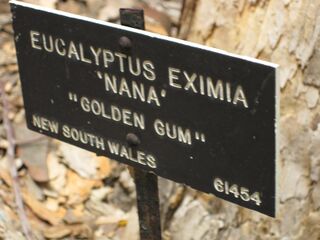 EUCALYPTUS EXIMIA
'NANA'
"GOLDEN GUM"
NEW SOUTH WALES
61454